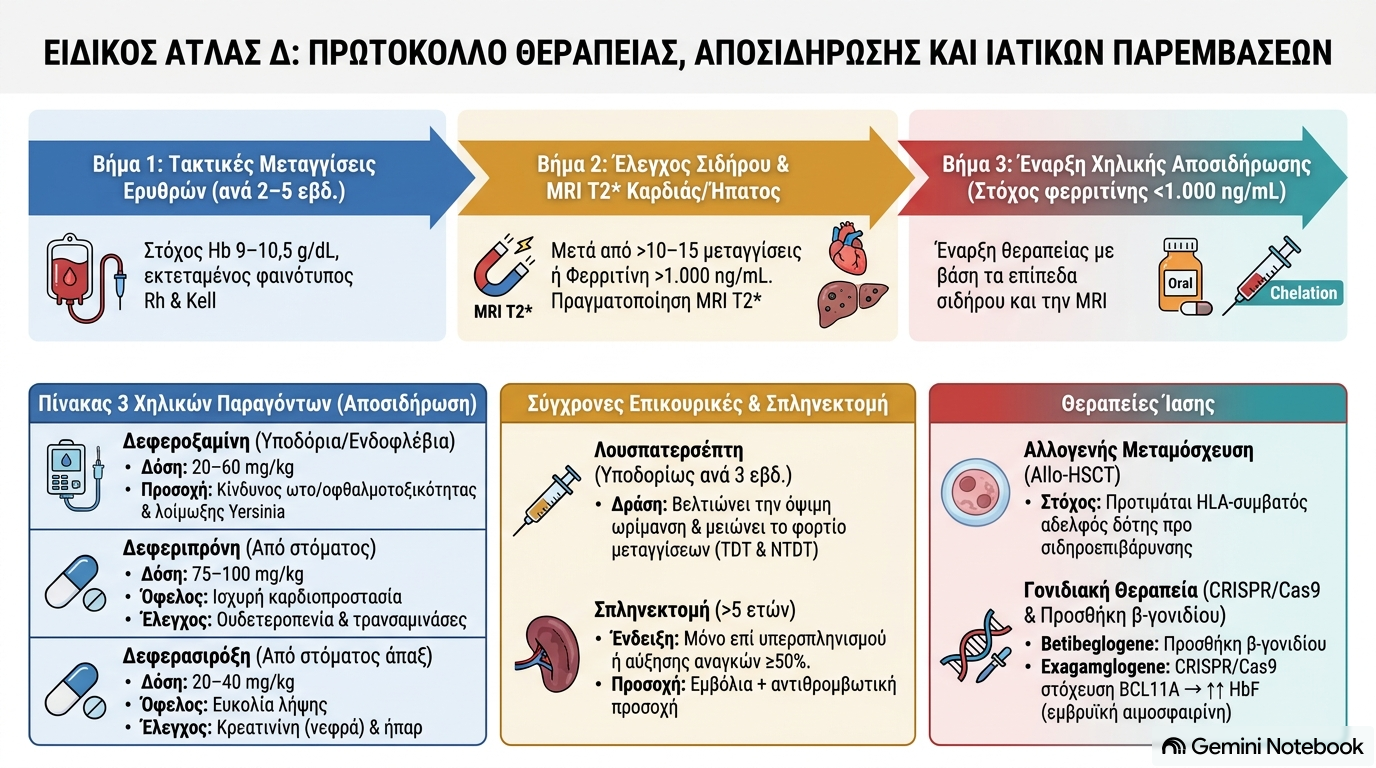 ΕΙΔΙΚΟΣ ΑΤΛΑΣ Δ: ΠΡΩΤΟΚΟΛΛΟ ΘΕΡΑΠΕΙΑΣ, ΑΠΟΣΙΔΗΡΩΣΗΣ ΚΑΙ ΙΑΤΙΚΩΝ ΠΑΡΕΜΒΑΣΕΩΝ
Βήμα 1: Τακτικές Μεταγγίσεις
Ερυθρών (ανά 2–5 εβδ.)
Στόχος Hb 9–10,5 g/dL,
εκτεταμένος φαινότυπος
Rh & Kell
Βήμα 2: Έλεγχος Σιδήρου &
MRI T2* Καρδιάς/Ήπατος
MRI T2*
Μετά από >10–15 μεταγγίσεις
ή Φερριτίνη >1.000 ng/mL.
Πραγματοποίηση MRI T2*
Βήμα 3: Έναρξη Χηλικής Αποσιδήρωσης
(Στόχος φερριτίνης <1.000 ng/mL)
Έναρξη θεραπείας με
βάση τα επίπεδα
σιδήρου και την MRI
Oral
Chelation
Πίνακας 3 Χηλικών Παραγόντων (Αποσιδήρωση)
Δεφεροξαμίνη (Υποδόρια/Ενδοφλέβια)
• Δόση: 20–60 mg/kg
• Προσοχή: Κίνδυνος ωτο/οφθαλμοτοξικότητας
& λοίμωξης Yersinia
Δεφεριπρόνη (Από στόματος)
• Δόση: 75–100 mg/kg
• Όφελος: Ισχυρή καρδιοπροστασία
• Έλεγχος: Ουδετεροπενία & τρανσαμινάσες
Δεφερασιρόξη (Από στόματος άπαξ)
• Δόση: 20–40 mg/kg
• Όφελος: Ευκολία λήψης
• Έλεγχος: Κρεατινίνη (νεφρά) & ήπαρ
Σύγχρονες Επικουρικές & Σπληνεκτομή
Λουσπατερσέπτη
(Υποδορίως ανά 3 εβδ.)
• Δράση: Βελτιώνει την όψιμη
ωρίμανση & μειώνει το φορτίο
μεταγγίσεων (TDT & NTDT)
Σπληνεκτομή (>5 ετών)
• Ένδειξη: Μόνο επί υπερσπληνισμού
ή αύξησης αναγκών ≥50%.
• Προσοχή: Εμβόλια + αντιθρομβωτική
προσοχή
Θεραπείες Ίασης
Αλλογενής Μεταμόσχευση
(Allo-HSCT)
• Στόχος: Προτιμάται HLA-συμβατός
αδελφός δότης προ
σιδηροεπιβάρυνσης
Γονιδιακή Θεραπεία (CRISPR/Cas9
& Προσθήκη β-γονιδίου)
• Betibeglogene: Προσθήκη β-γονιδίου
• Exagamglogene: CRISPR/Cas9
στόχευση BCL11A → ↑↑ HbF
(εμβρυϊκή αιμοσφαιρίνη)
Gemini Notebook